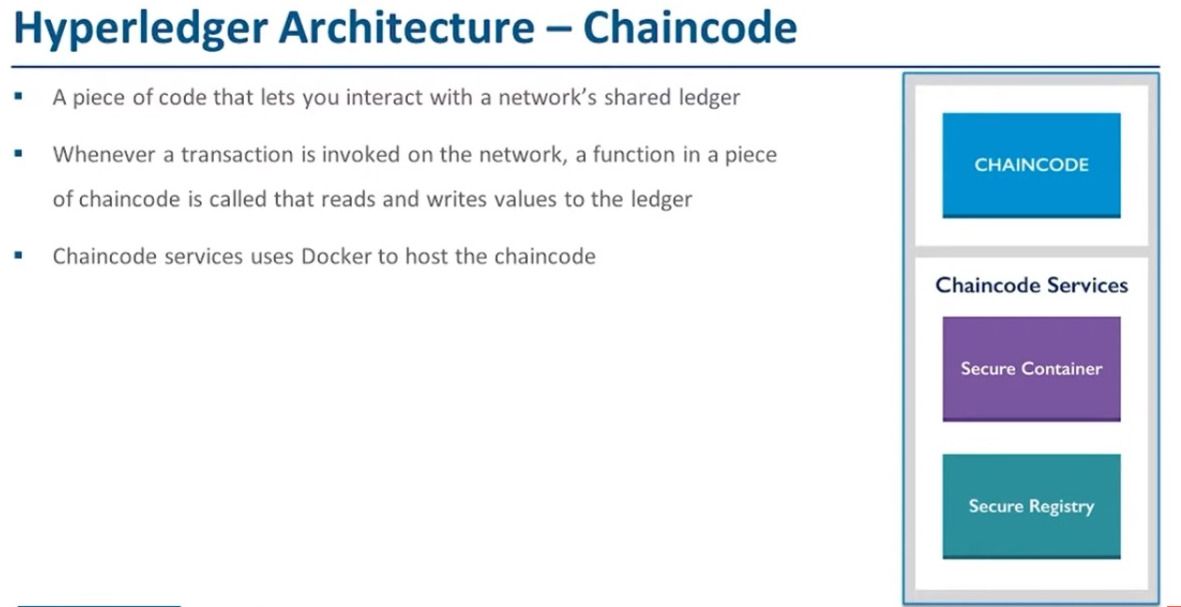 Hyperledger Architecture – Chaincode
▪ A piece of code that lets you interact with a network’s shared ledger
▪ Whenever a transaction is invoked on the network, a function in a piece
of chaincode is called that reads and writes values to the ledger
▪ Chaincode services uses Docker to host the chaincode
CHAINCODE
Chaincode Services
Secure Container
Secure Registry